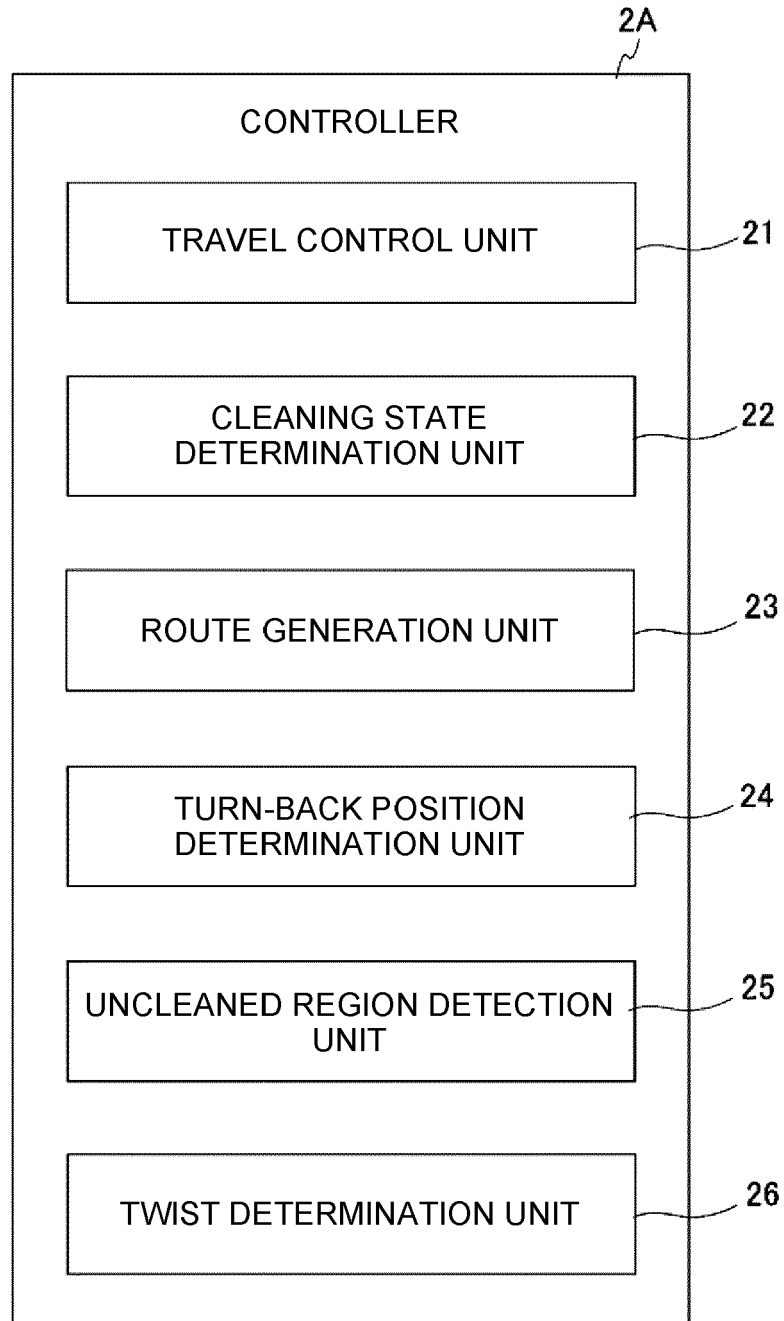 2A
CONTROLLER
TRAVEL CONTROL UNIT
21
CLEANING STATE
DETERMINATION UNIT
22
ROUTE GENERATION UNIT
23
TURN-BACK POSITION
DETERMINATION UNIT
24
UNCLEANED REGION DETECTION
UNIT
25
TWIST DETERMINATION UNIT
26